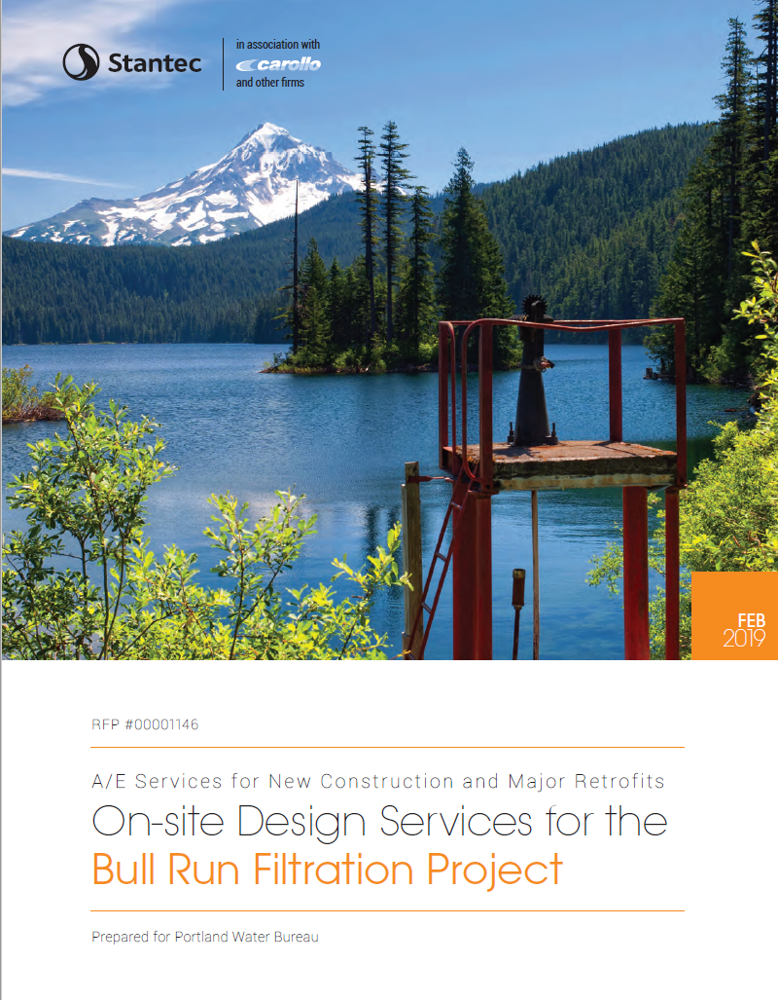 Stantec
in association with
carollo
and other firms
FEB
2019
RFP #00001146
A/E Services for New Construction and Major Retrofits
On-site Design Services for the
Bull Run Filtration Project
Prepared for Portland Water Bureau